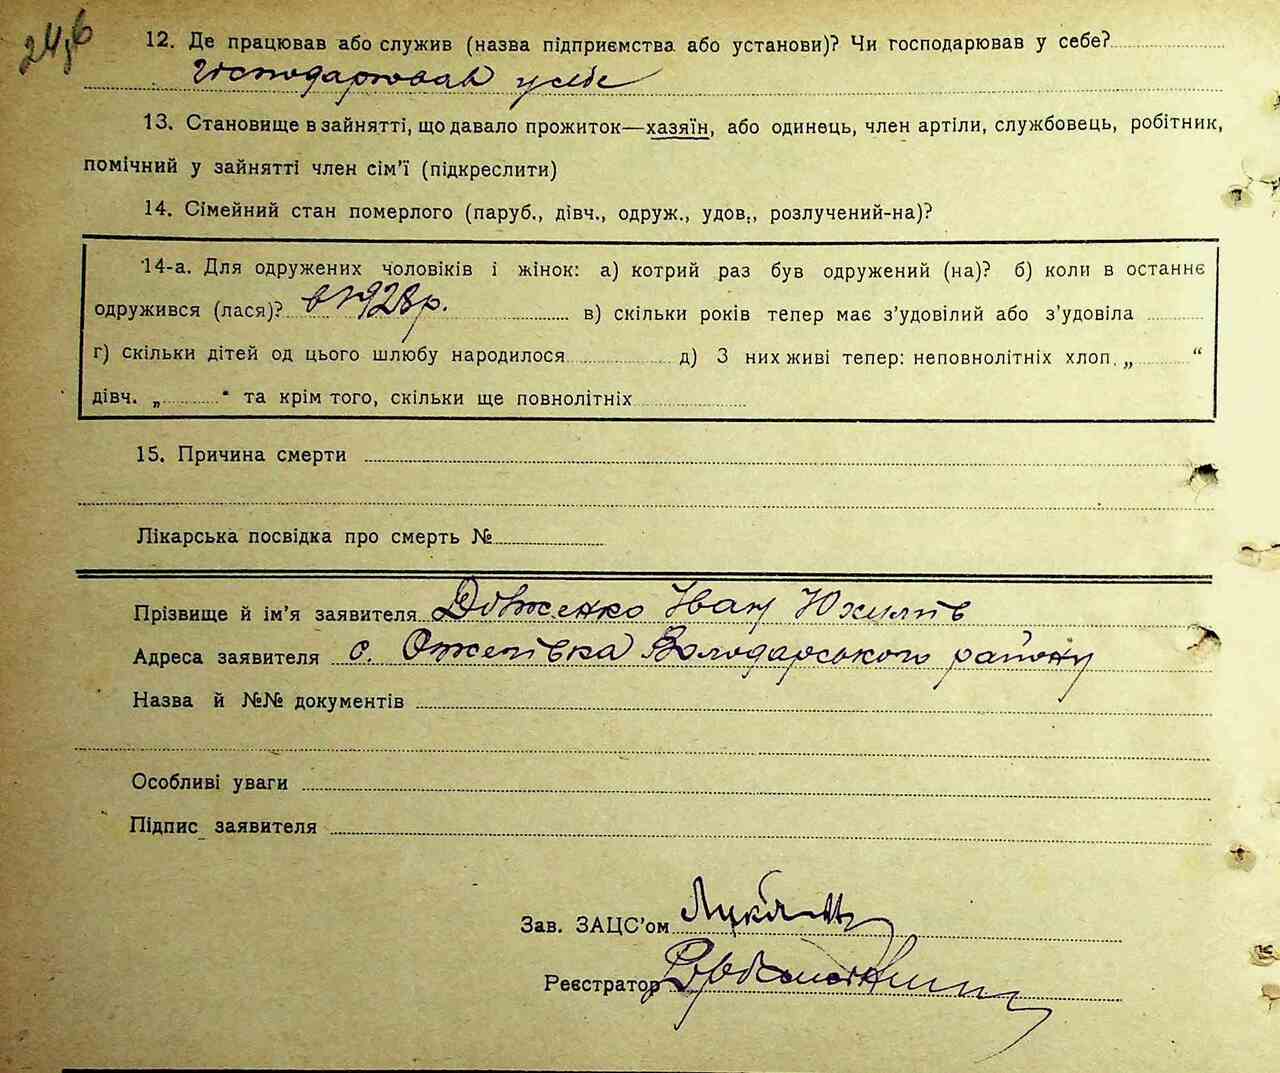 24зв
12. Де працював або служив (назва підприємства або установи)? Чи господарював у себе?
Господарював у себе
13. Становище в зайнятті, що давало прожиток—хазяїн, або одинець, член артіли, службовець, робітник,
помічний у зайнятті член сім'ї (підкреслити)
14. Сімейний стан померлого (паруб., дівч., одруж., удов., розлучений-на)?
14-а. Для одружених чоловіків і жінок: а) котрий раз був одружений (на)? б) коли в останнє
одружився (лася)? в 1928 р. в) скільки років тепер має з'удовілий або з'удовіла
г) скільки дітей од цього шлюбу народилося д) З них живі тепер: неповнолітніх хлоп. „ “
дівч. „ “ та крім того, скільки ще повнолітніх
15. Причина смерти
Лікарська посвідка про смерть №
Прізвище й ім'я заявителя Довженко Іван Юхимів
Адреса заявителя с. Ожегівка Володарського району
Назва й №№ документів
Особливі уваги
Підпис заявителя
Зав. ЗАЦС'ом
Реєстратор